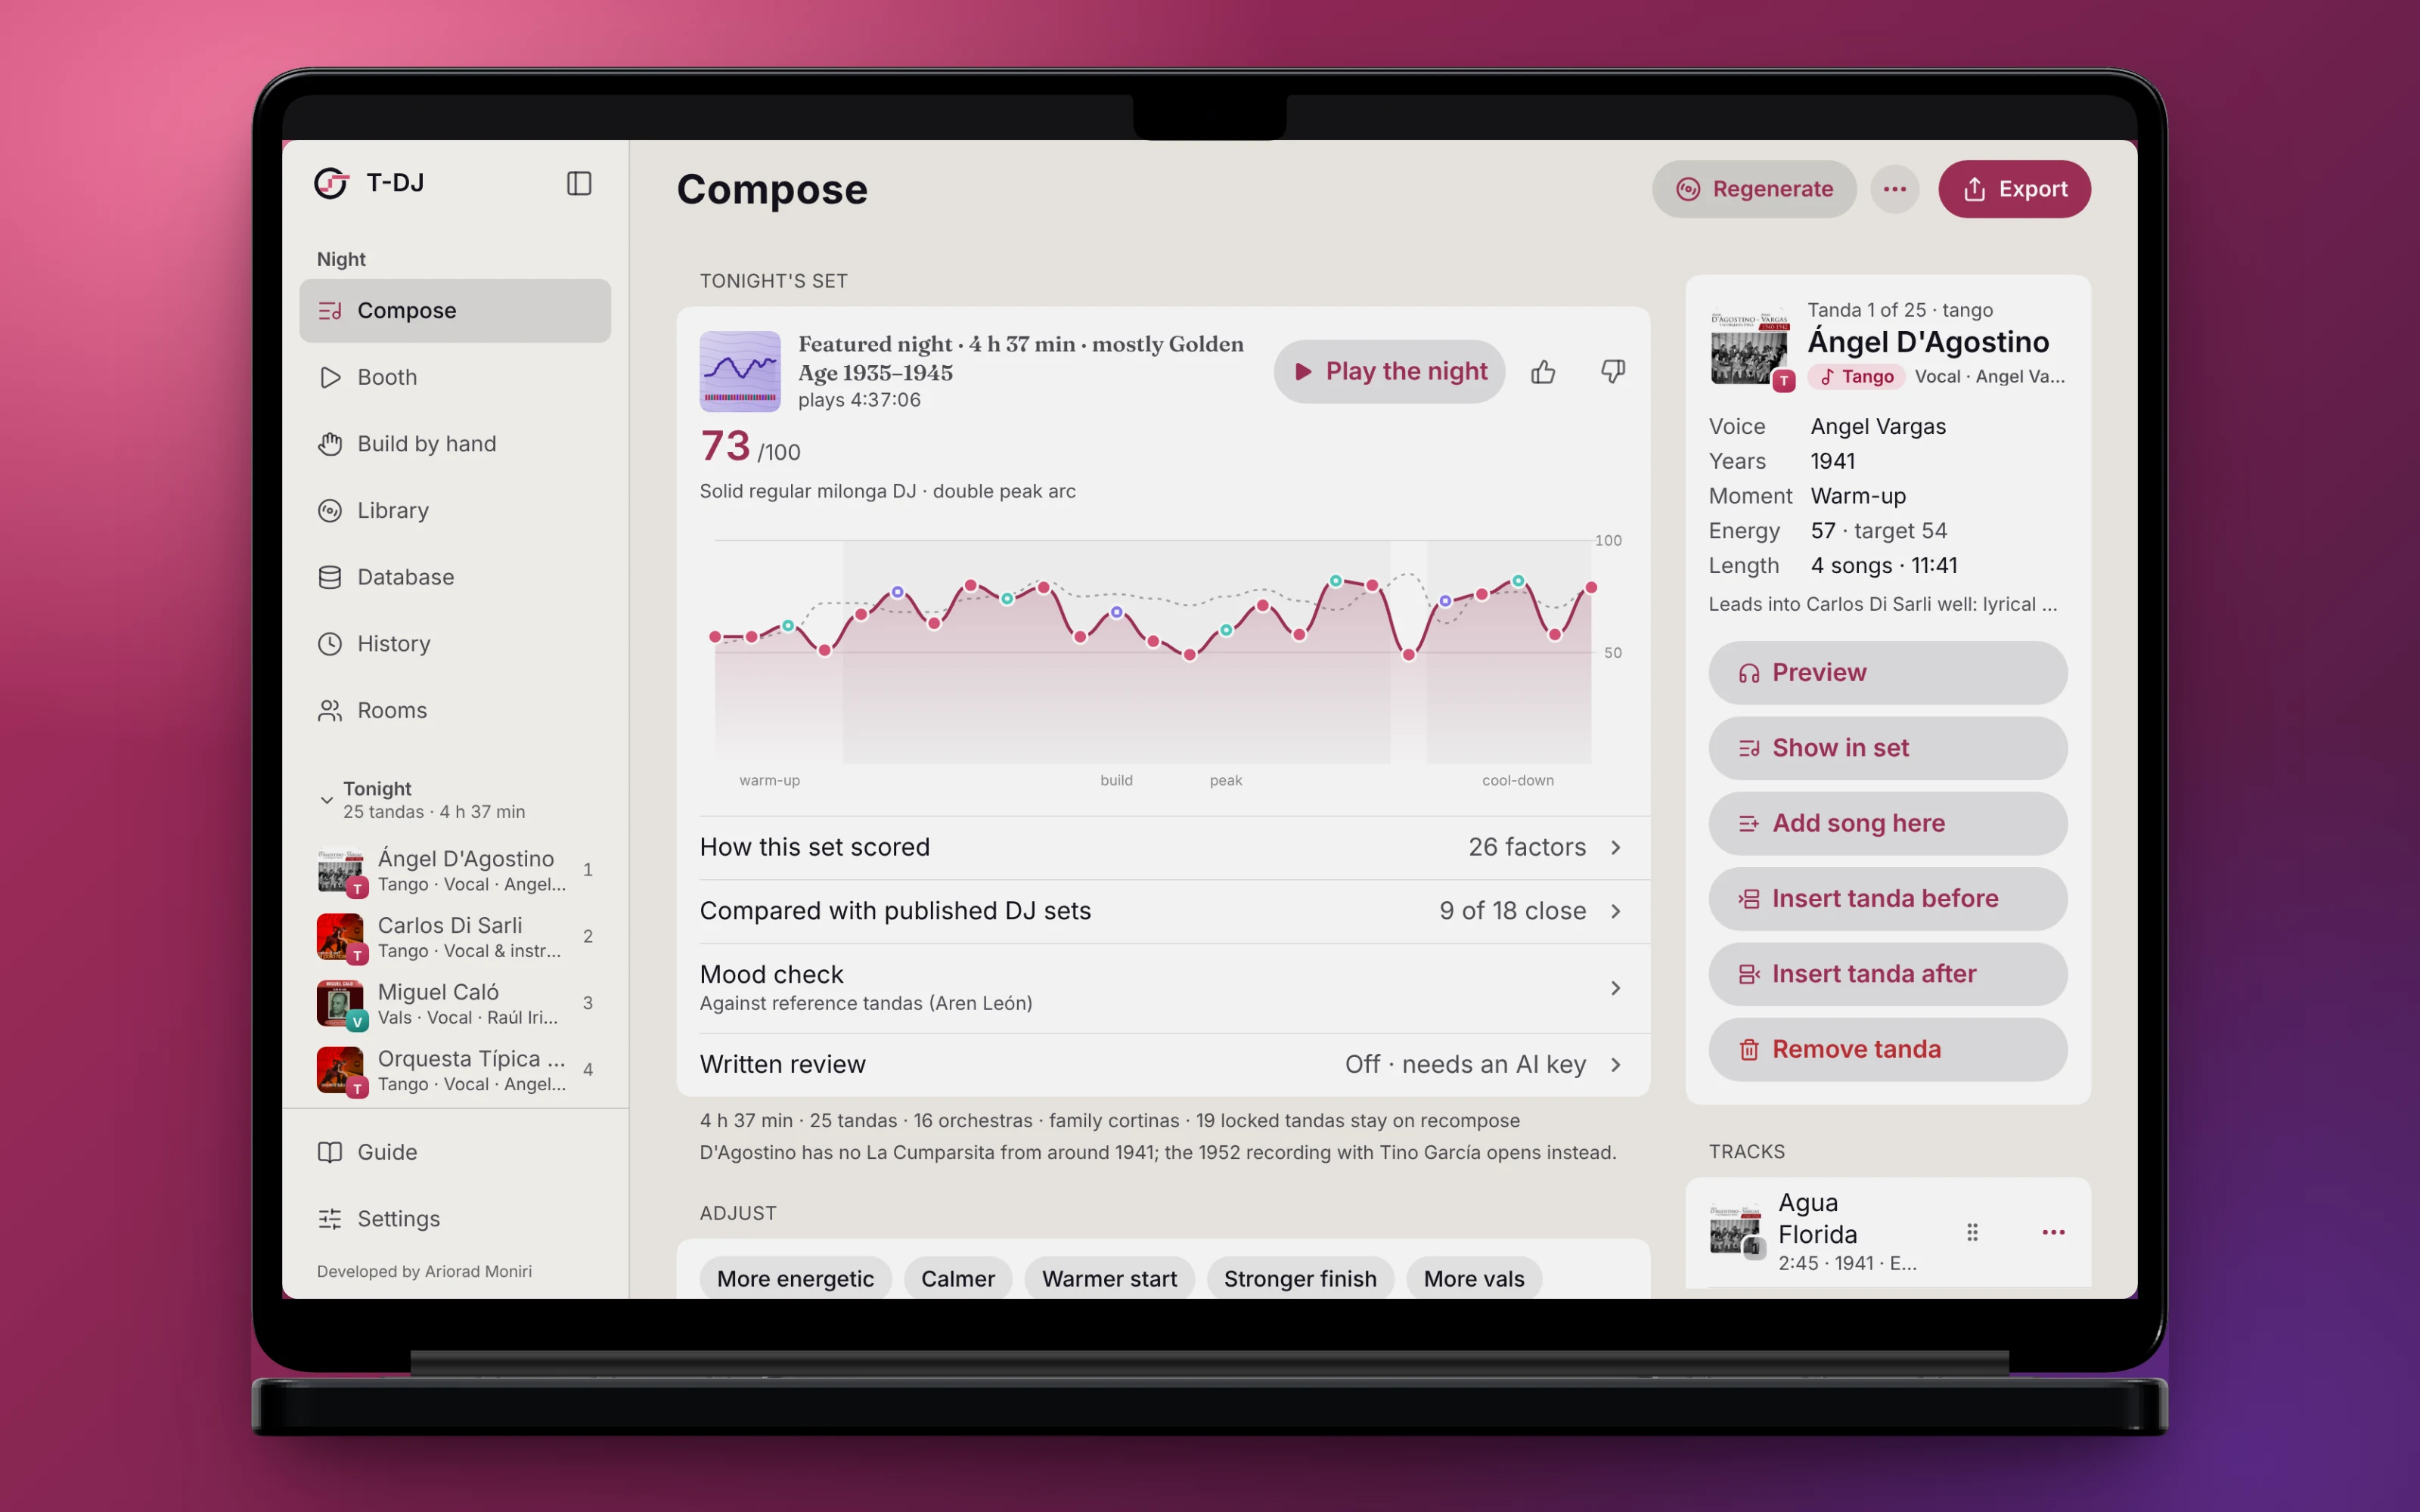 T-DJ
Night
Compose
Booth
Build by hand
Library
Database
History
Rooms
Tonight
25 tandas · 4 h 37 min
Ángel D'Agostino
Tango · Vocal · Angel...
1
T
Carlos Di Sarli
Tango · Vocal & instr...
2
T
Miguel Caló
Vals · Vocal · Raúl Iri...
3
V
Orquesta Típica ...
Tango · Vocal · Angel...
4
T
Guide
Settings
Developed by Ariorad Moniri
Compose
Regenerate
Export
TONIGHT'S SET
Featured night · 4 h 37 min · mostly Golden
Age 1935–1945
plays 4:37:06
Play the night
73 /100
Solid regular milonga DJ · double peak arc
100
50
warm-up
build
peak
cool-down
How this set scored
26 factors
Compared with published DJ sets
9 of 18 close
Mood check
Against reference tandas (Aren León)
Written review
Off · needs an AI key
4 h 37 min · 25 tandas · 16 orchestras · family cortinas · 19 locked tandas stay on recompose
D'Agostino has no La Cumparsita from around 1941; the 1952 recording with Tino García opens instead.
ADJUST
More energetic
Calmer
Warmer start
Stronger finish
More vals
D'AGOSTINO - VARGAS
T
Tanda 1 of 25 · tango
Ángel D'Agostino
Tango
Vocal · Angel Va...
Voice Angel Vargas
Years 1941
Moment Warm-up
Energy 57 · target 54
Length 4 songs · 11:41
Leads into Carlos Di Sarli well: lyrical ...
Preview
Show in set
Add song here
Insert tanda before
Insert tanda after
Remove tanda
TRACKS
1
Agua
Florida
2:45 · 1941 · E...